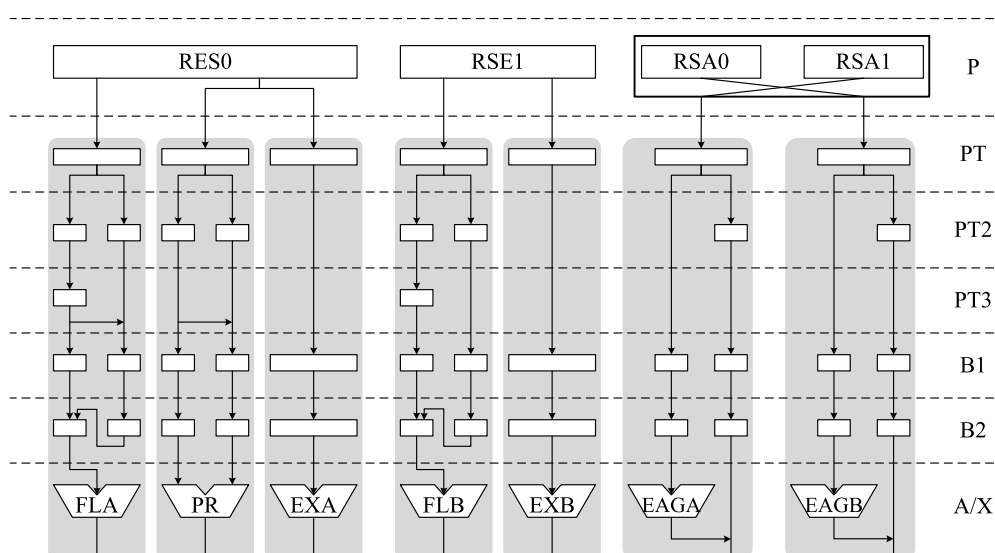 RES0 RSE1 RSA0 RSA1 P
PT
PT2
PT3
B1
B2
FLA PR EXA FLB EXB EAGA EAGB A/X